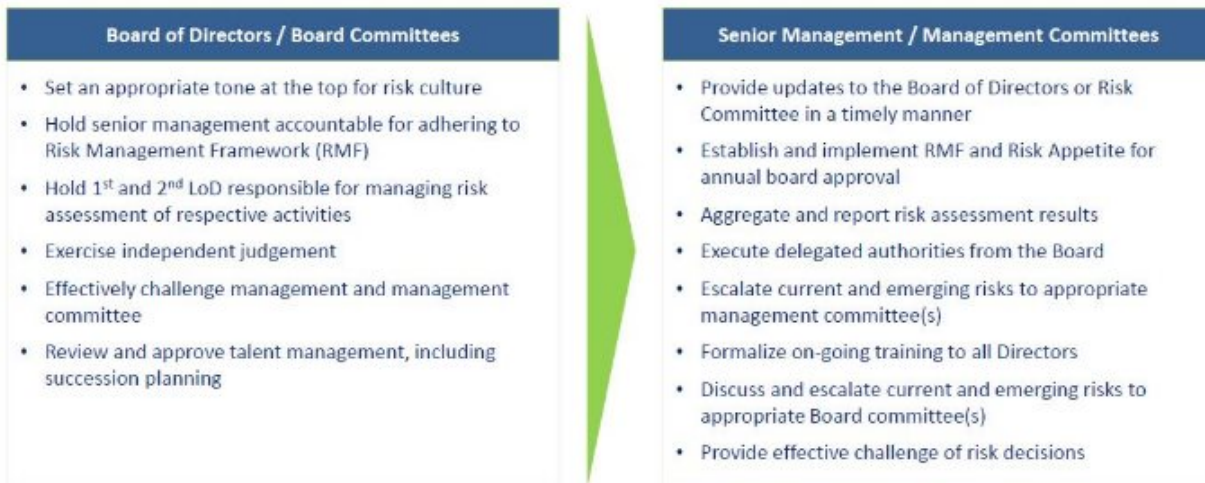 Board of Directors / Board Committees
• Set an appropriate tone at the top for risk culture
• Hold senior management accountable for adhering to
Risk Management Framework (RMF)
• Hold 1st and 2nd LoD responsible for managing risk
assessment of respective activities
• Exercise independent judgement
• Effectively challenge management and management
committee
• Review and approve talent management, including
succession planning
Senior Management / Management Committees
• Provide updates to the Board of Directors or Risk
Committee in a timely manner
• Establish and implement RMF and Risk Appetite for
annual board approval
• Aggregate and report risk assessment results
• Execute delegated authorities from the Board
• Escalate current and emerging risks to appropriate
management committee(s)
• Formalize on-going training to all Directors
• Discuss and escalate current and emerging risks to
appropriate Board committee(s)
• Provide effective challenge of risk decisions